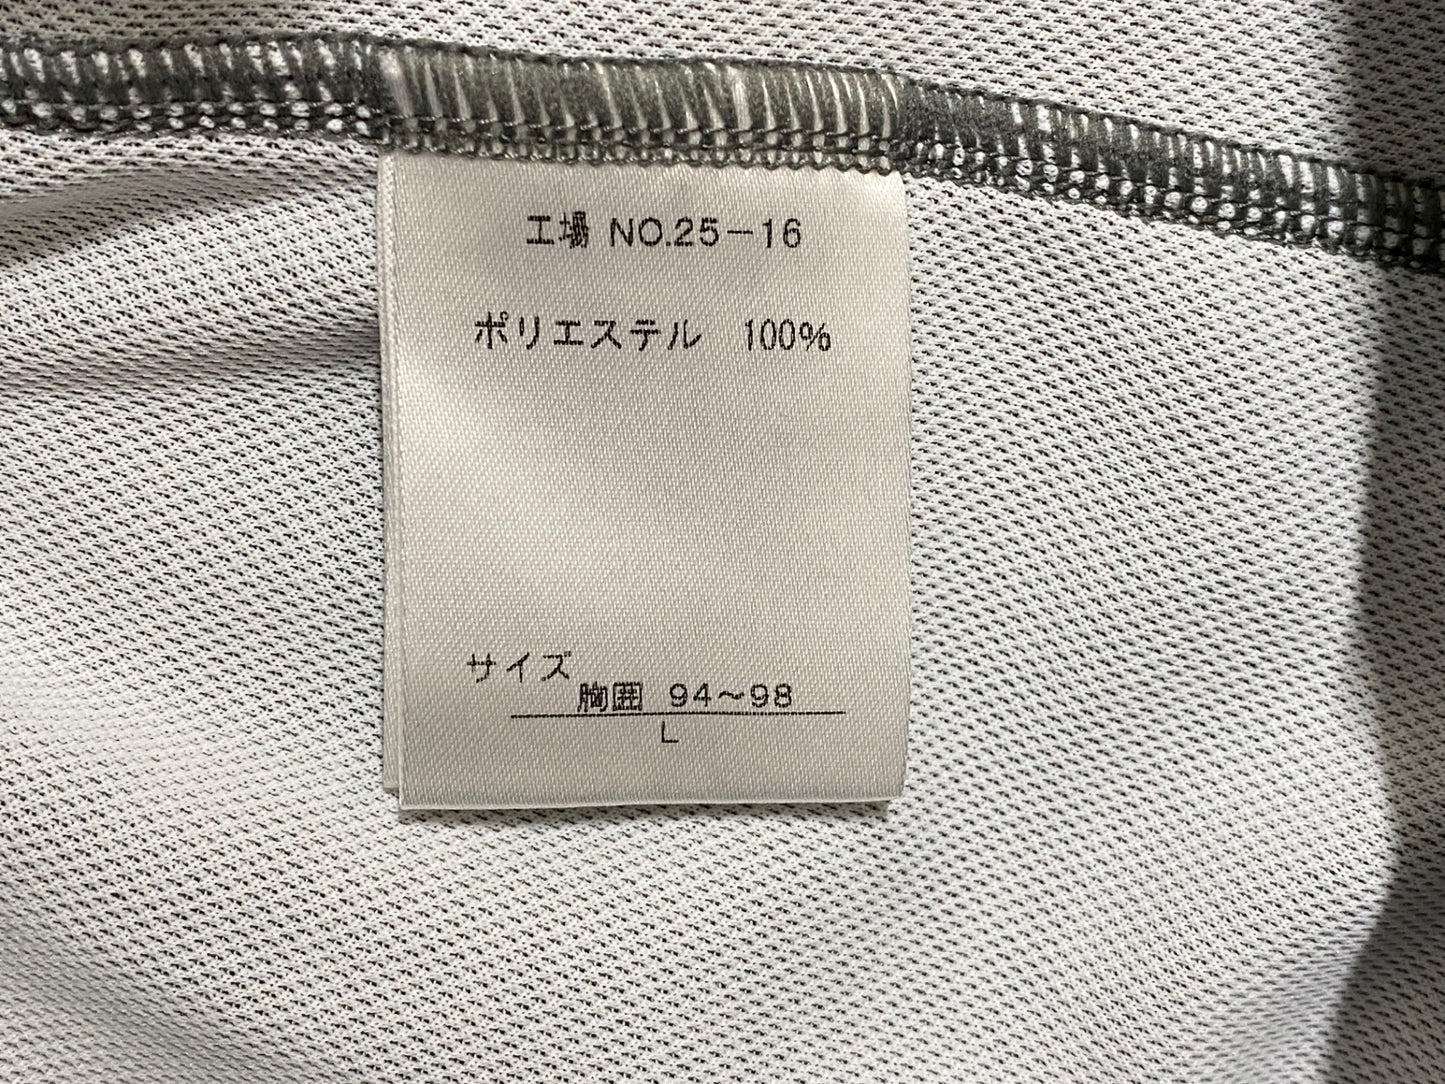 工場 NO.25−16
ポリエステル 100%
サイズ
胸囲 94〜98
L